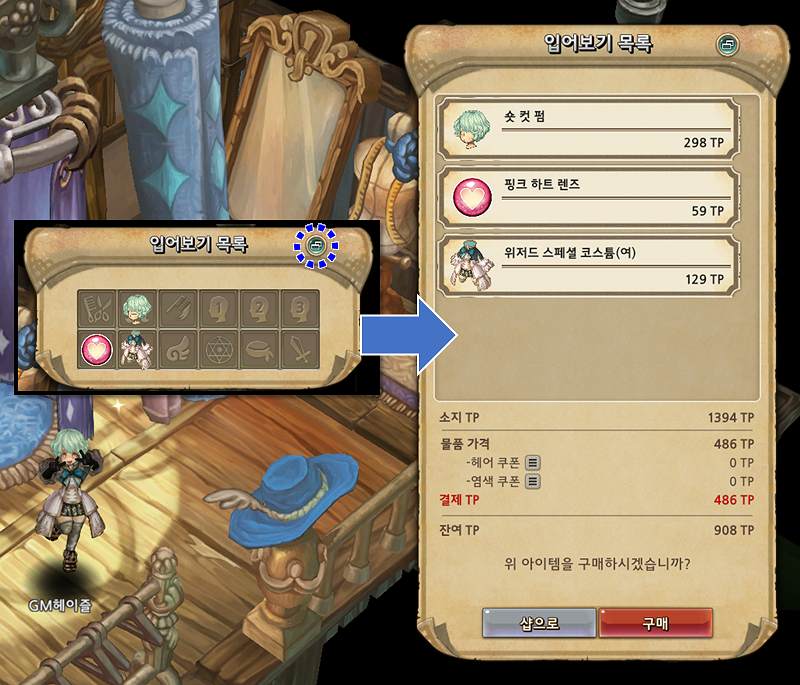 입어보기 목록
1 2 3
GM헤이즐
입어보기 목록
숏 컷 펌
298 TP
핑크 하트 렌즈
59 TP
위저드 스페셜 코스튬(여)
129 TP
소지 TP 1394 TP
물품 가격 486 TP
-헤어 쿠폰 0 TP
-염색 쿠폰 0 TP
결제 TP 486 TP
잔여 TP 908 TP
위 아이템을 구매하시겠습니까?
샵으로 구매